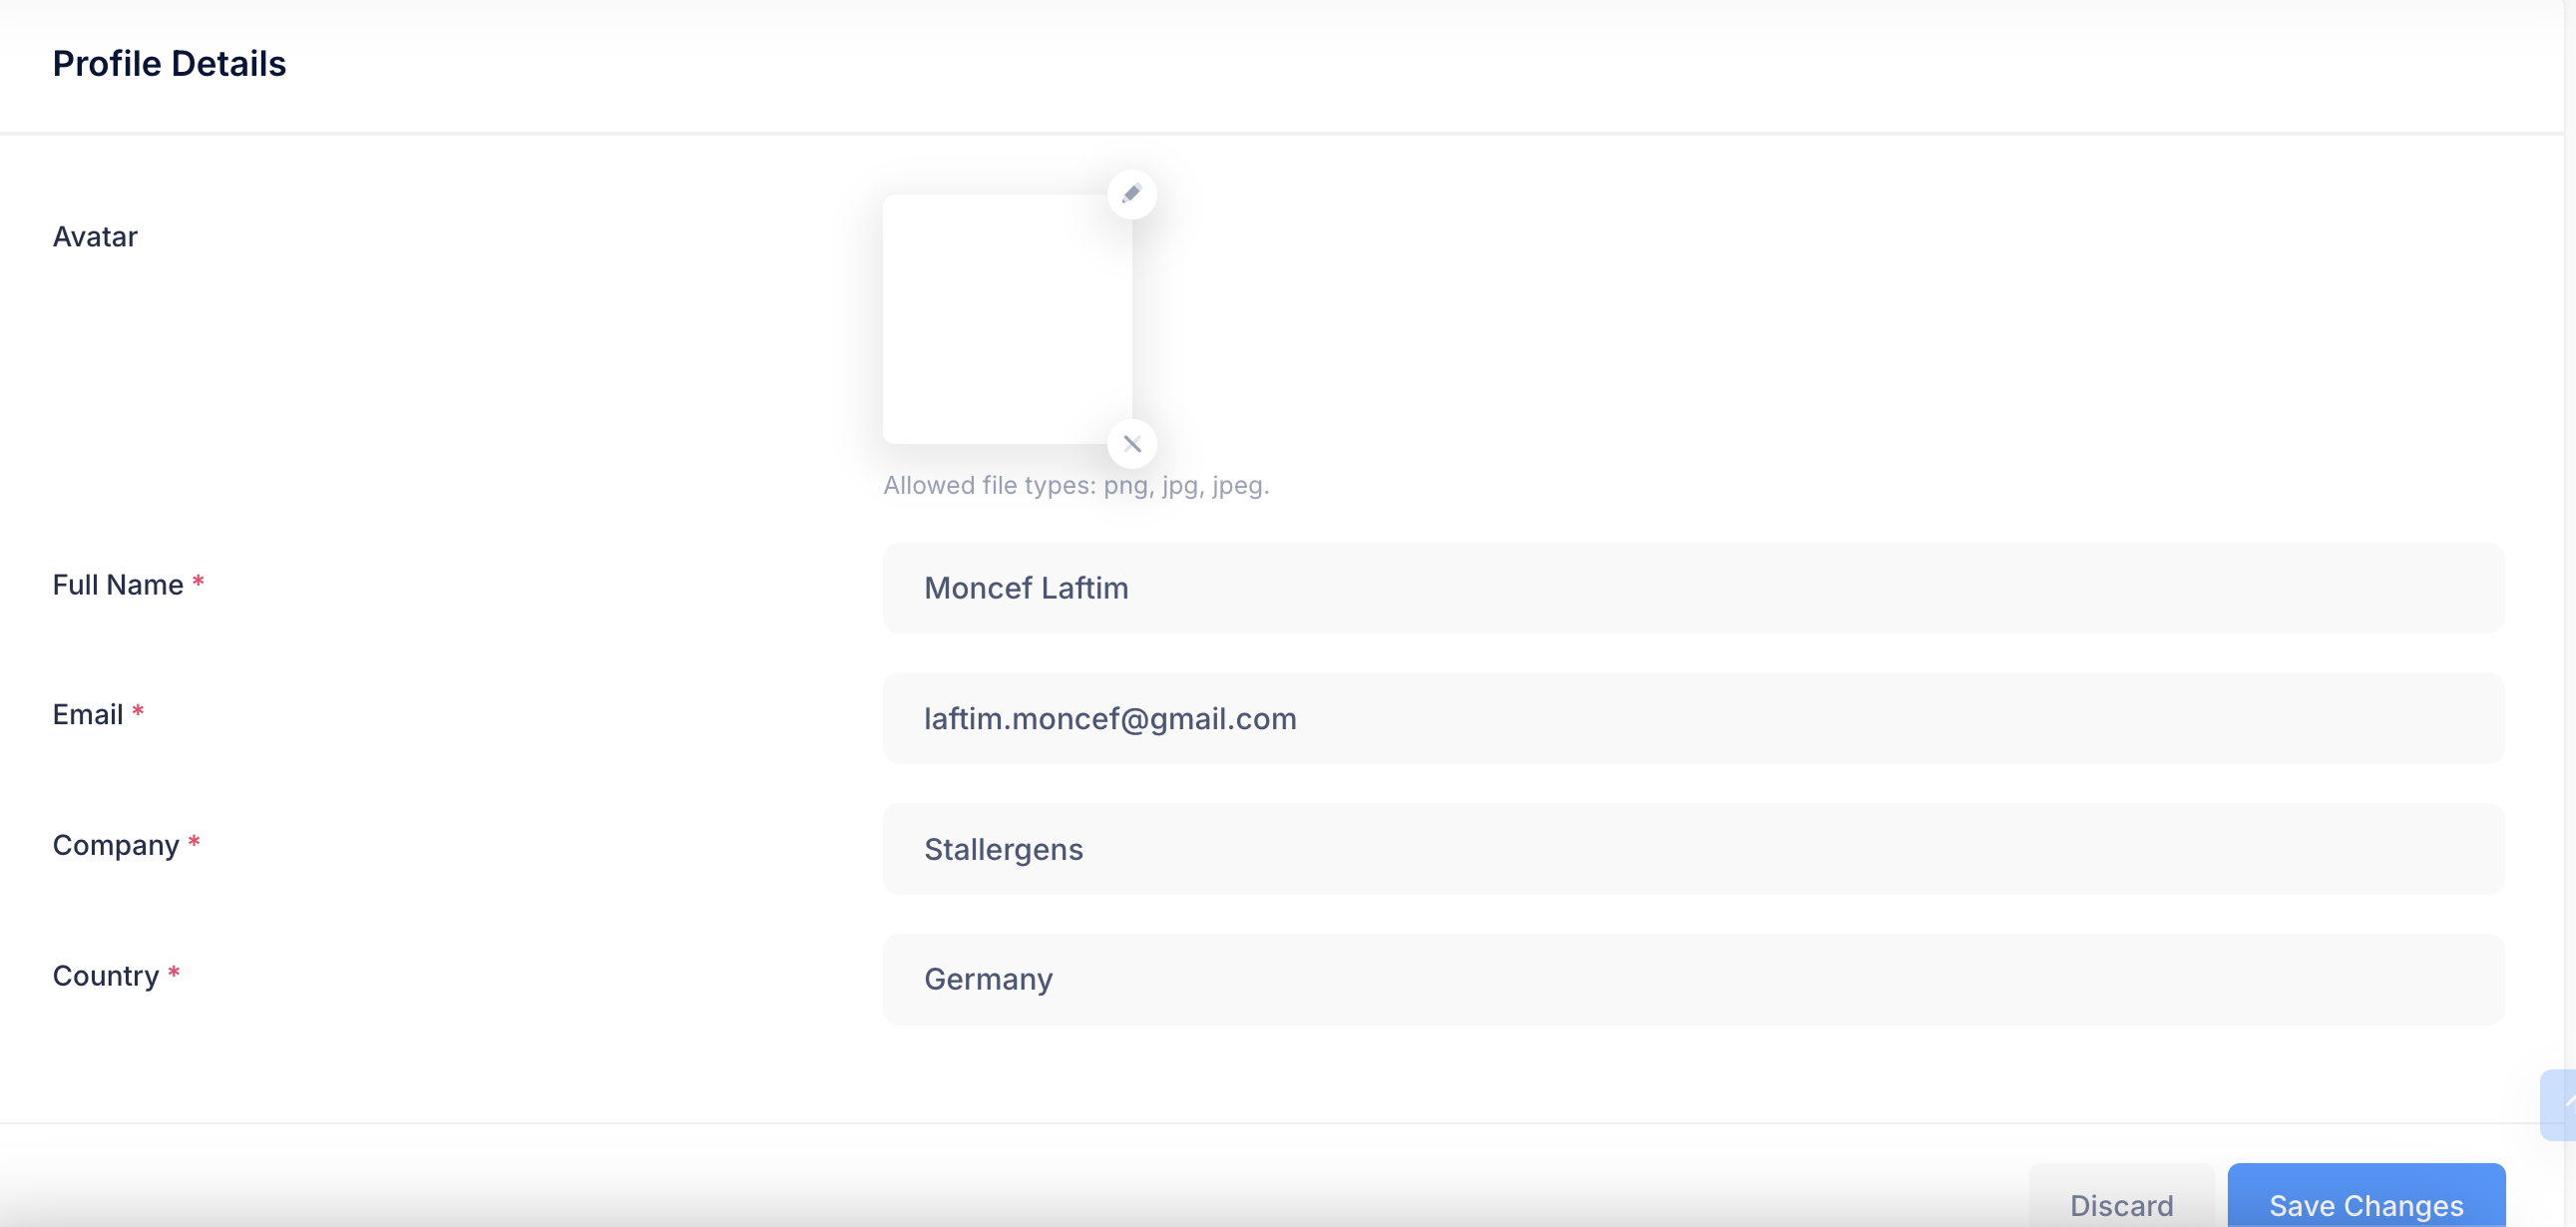 Profile Details
Avatar
Allowed file types: png, jpg, jpeg.
Full Name *
Moncef Laftim
Email *
laftim.moncef@gmail.com
Company *
Stallergens
Country *
Germany
Discard
Save Changes